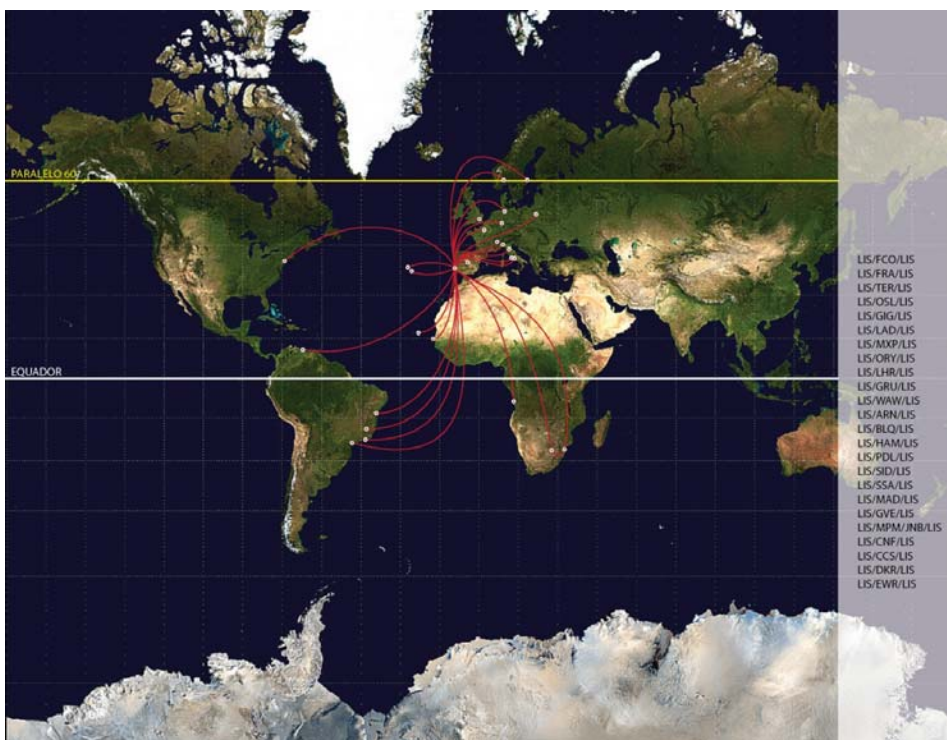 PARALELO 60º
EQUADOR
LIS/FCO/LIS
LIS/FRA/LIS
LIS/TER/LIS
LIS/OSL/LIS
LIS/GIG/LIS
LIS/LAD/LIS
LIS/MXP/LIS
LIS/ORY/LIS
LIS/LHR/LIS
LIS/GRU/LIS
LIS/WAW/LIS
LIS/ARN/LIS
LIS/BLQ/LIS
LIS/HAM/LIS
LIS/PDL/LIS
LIS/SID/LIS
LIS/SSA/LIS
LIS/MAD/LIS
LIS/GVE/LIS
LIS/MPM/JNB/LIS
LIS/CNF/LIS
LIS/CCS/LIS
LIS/DKR/LIS
LIS/EWR/LIS